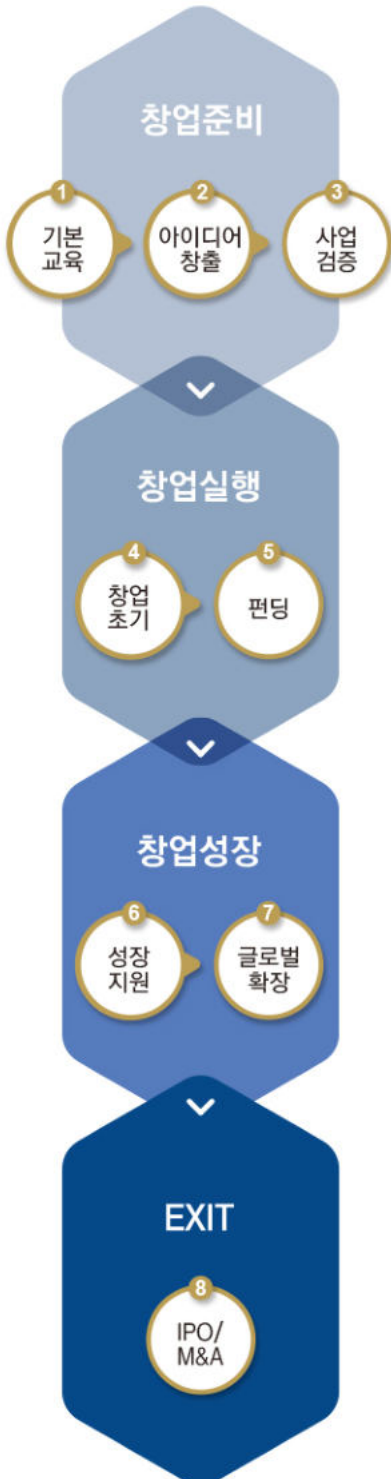 창업준비
1
기본
교육
2
아이디어
창출
3
사업
검증
창업실행
4
창업
초기
5
펀딩
창업성장
6
성장
지원
7
글로벌
확장
EXIT
8
IPO/
M&A